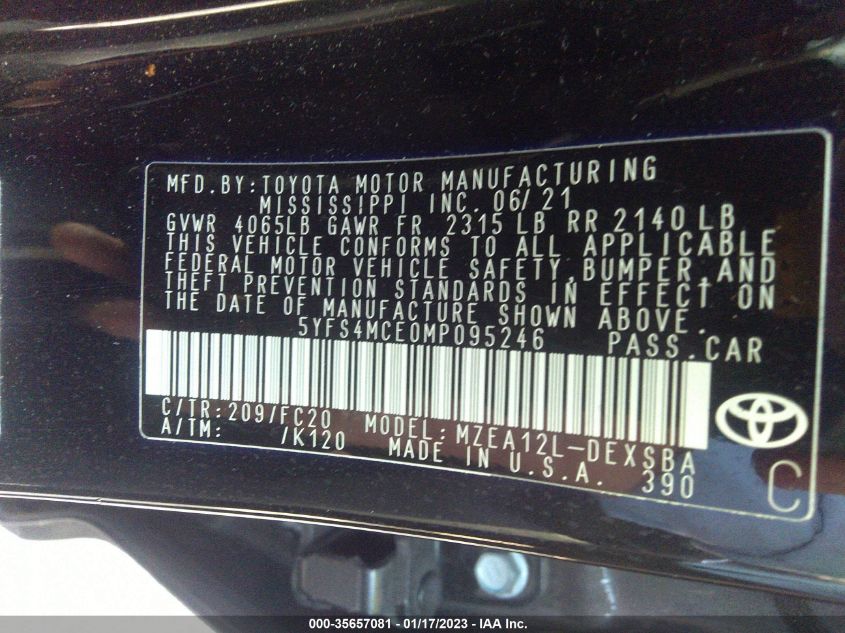 MFD.BY:TOYOTA MOTOR MANUFACTURING
MISSISSIPPI INC. 06/21
GVWR 4065LB GAWR FR 2315 LB RR 2140 LB
THIS VEHICLE CONFORMS TO ALL APPLICABLE
FEDERAL MOTOR VEHICLE SAFETY, BUMPER, AND
THEFT PREVENTION STANDARDS IN EFFECT ON
THE DATE OF MANUFACTURE SHOWN ABOVE.
5YFS4MCE0MP095246 PASS.CAR
C/TR:209/FC20 MODEL:MZEA12L-DEXSBA
A/TM: /K120 MADE IN U.S.A. 390
C
000-35657081 - 01/17/2023 - IAA Inc.